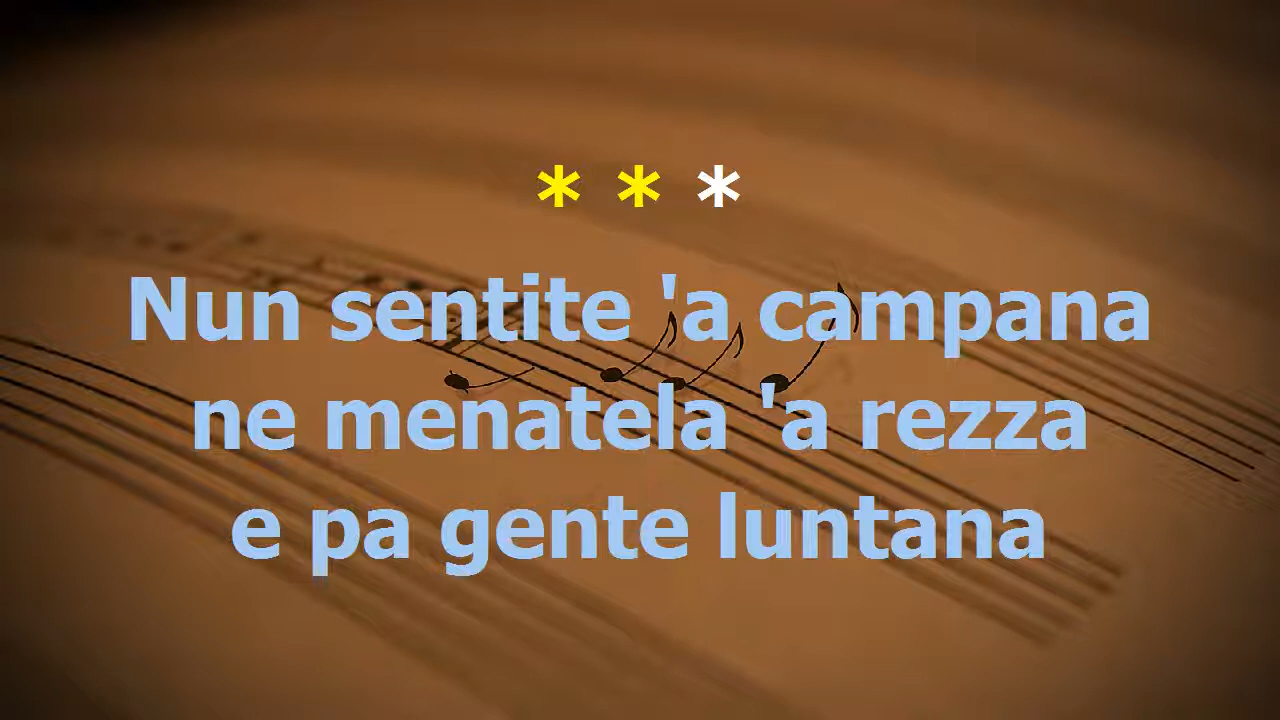 * * *
Nun sentite 'a campana
ne menatela 'a rezza
e pa gente luntana